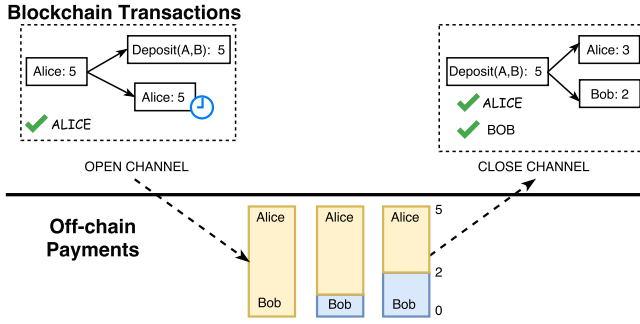 Blockchain Transactions
Alice: 5
Deposit(A,B): 5
Alice: 5
ALICE
OPEN CHANNEL
Deposit(A,B): 5
Alice: 3
Bob: 2
ALICE
BOB
CLOSE CHANNEL
Off-chain
Payments
Alice
Bob
Alice
Bob
Alice
Bob
5
2
0